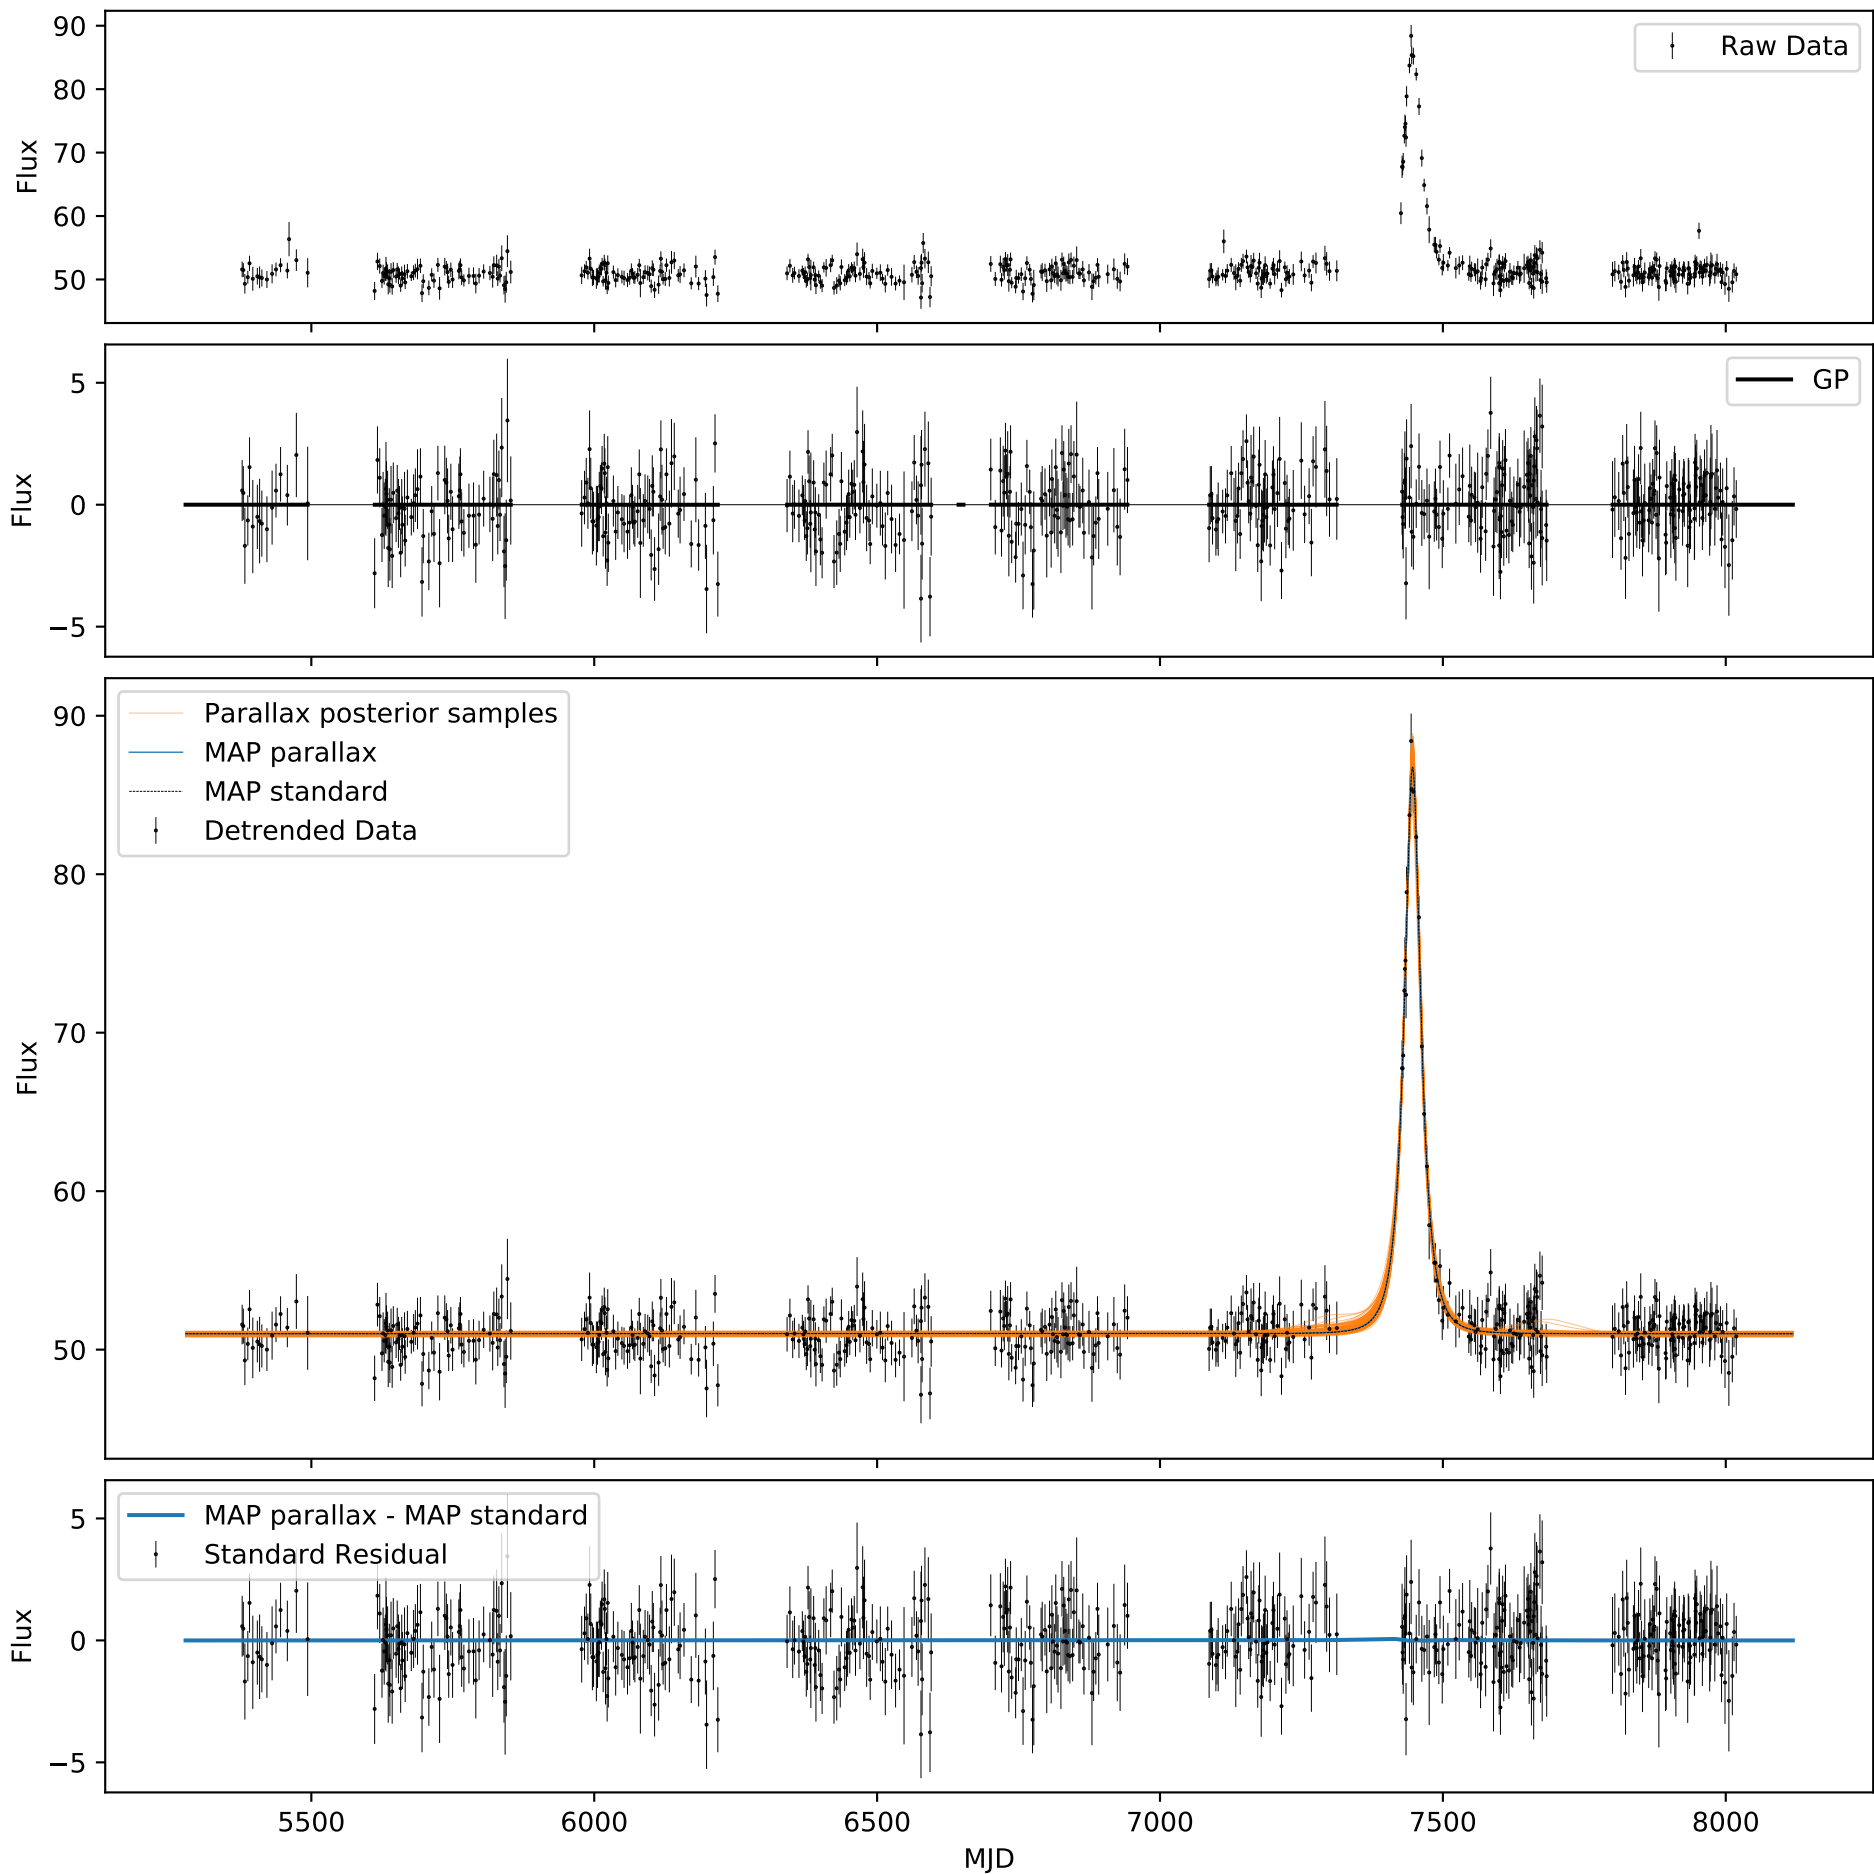 90
80
70
60
50
Flux
Raw Data
5
0
−5
Flux
GP
90
80
70
60
50
Flux
Parallax posterior samples
MAP parallax
MAP standard
Detrended Data
5
0
−5
Flux
MAP parallax - MAP standard
Standard Residual
5500 6000 6500 7000 7500 8000
MJD